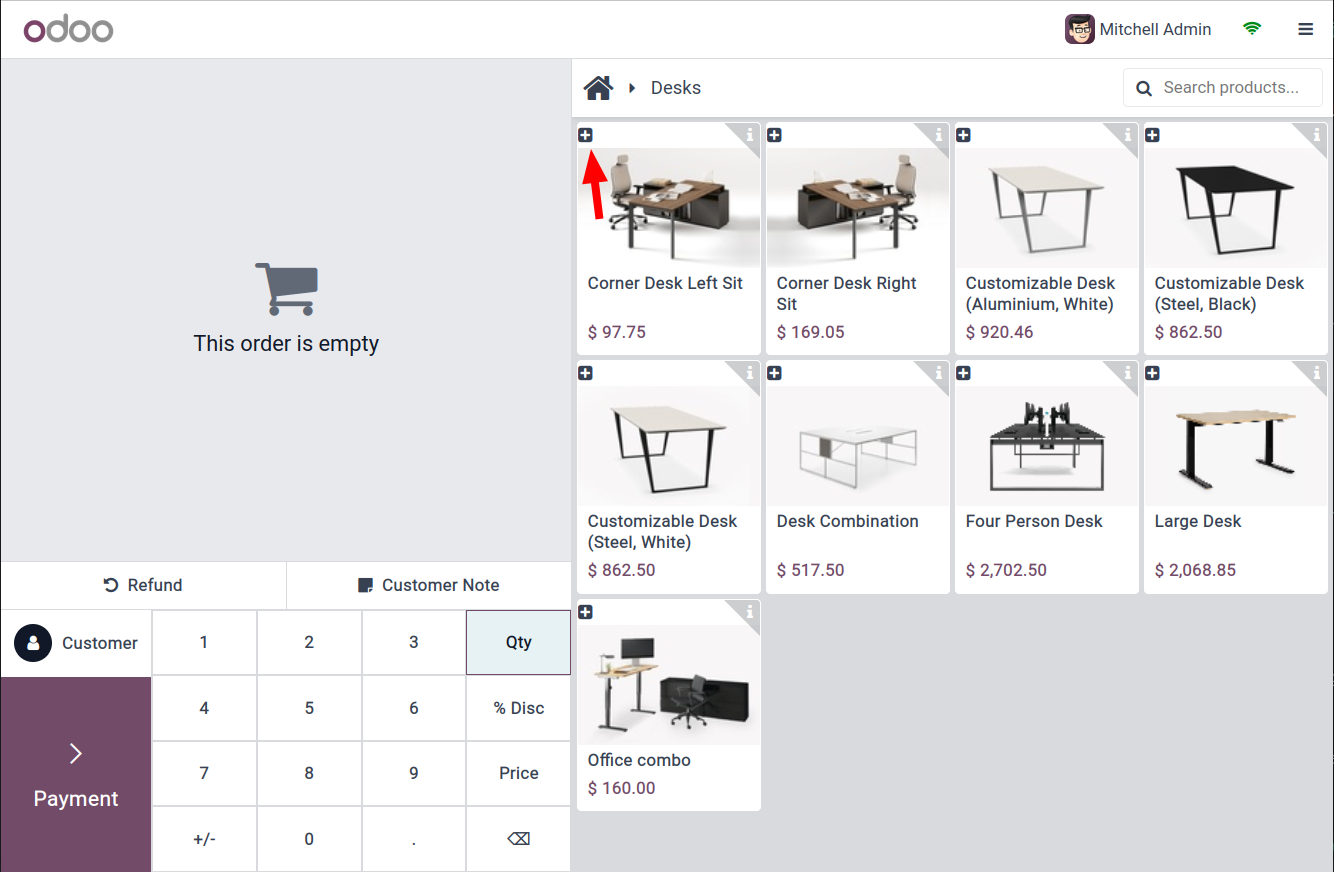 odoo
Mitchell Admin
Desks
Search products...
Corner Desk Left Sit
$ 97.75
Corner Desk Right
Sit
$ 169.05
Customizable Desk
(Aluminium, White)
$ 920.46
Customizable Desk
(Steel, Black)
$ 862.50
Customizable Desk
(Steel, White)
$ 862.50
Desk Combination
$ 517.50
Four Person Desk
$ 2,702.50
Large Desk
$ 2,068.85
Office combo
$ 160.00
This order is empty
Refund
Customer Note
Customer
1 2 3 Qty
4 5 6 % Disc
7 8 9 Price
+/- 0 . ⌫
Payment